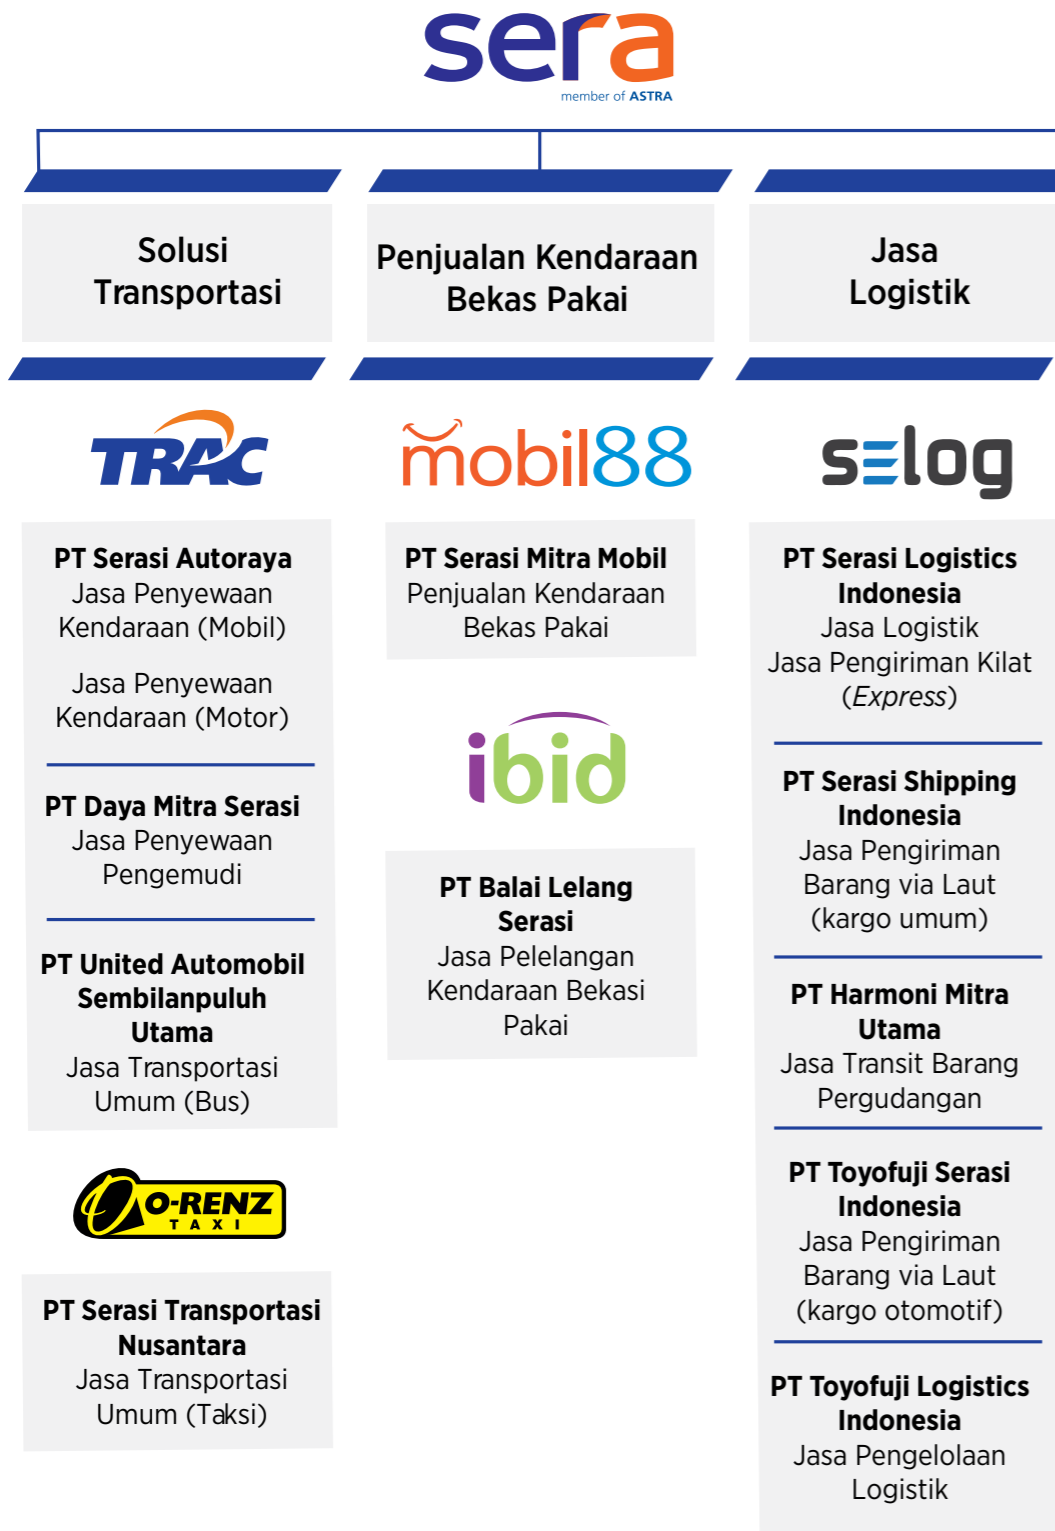 sera
member of ASTRA
Solusi
Transportasi
Penjualan Kendaraan
Bekas Pakai
Jasa
Logistik
TRAC
PT Serasi Autoraya
Jasa Penyewaan
Kendaraan (Mobil)
Jasa Penyewaan
Kendaraan (Motor)
PT Daya Mitra Serasi
Jasa Penyewaan
Pengemudi
PT United Automobil
Sembilanpuluh
Utama
Jasa Transportasi
Umum (Bus)
O-RENZ
TAXI
PT Serasi Transportasi
Nusantara
Jasa Transportasi
Umum (Taksi)
mobil88
PT Serasi Mitra Mobil
Penjualan Kendaraan
Bekas Pakai
ibid
PT Balai Lelang
Serasi
Jasa Pelelangan
Kendaraan Bekasi
Pakai
selog
PT Serasi Logistics
Indonesia
Jasa Logistik
Jasa Pengiriman Kilat
(Express)
PT Serasi Shipping
Indonesia
Jasa Pengiriman
Barang via Laut
(kargo umum)
PT Harmoni Mitra
Utama
Jasa Transit Barang
Pergudangan
PT Toyofuji Serasi
Indonesia
Jasa Pengiriman
Barang via Laut
(kargo otomotif)
PT Toyofuji Logistics
Indonesia
Jasa Pengelolaan
Logistik